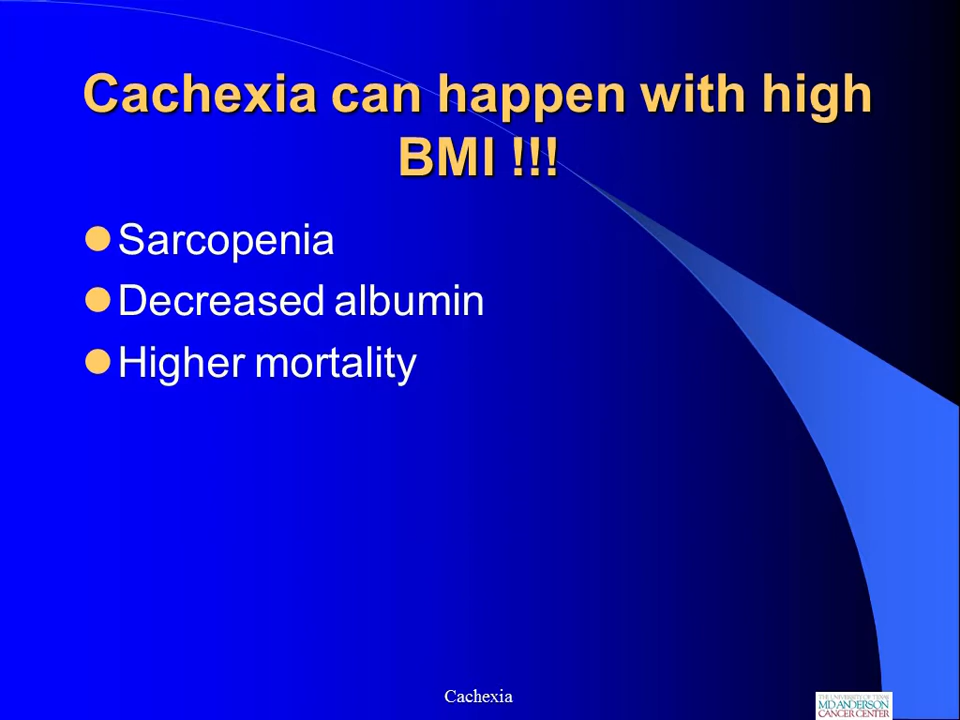 Cachexia can happen with high
BMI !!!
Sarcopenia
Decreased albumin
Higher mortality
Cachexia
THE UNIVERSITY OF TEXAS
MD ANDERSON
CANCER CENTER